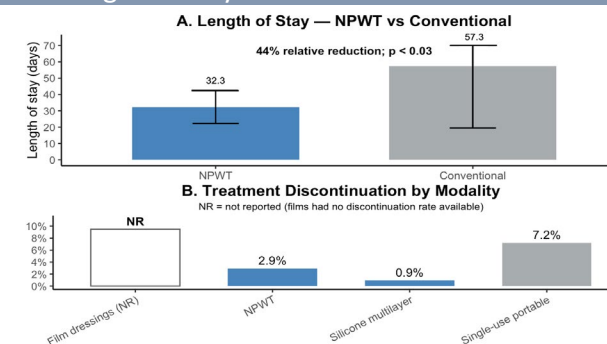 A. Length of Stay — NPWT vs Conventional
44% relative reduction; p < 0.03
57.3
32.3
Length of stay (days)
70
60
50
40
30
20
10
0
NPWT
Conventional
B. Treatment Discontinuation by Modality
NR = not reported (films had no discontinuation rate available)
NR
2.9%
0.9%
7.2%
10%
8%
6%
4%
2%
0%
Film dressings (NR)
NPWT
Silicone multilayer
Single-use portable